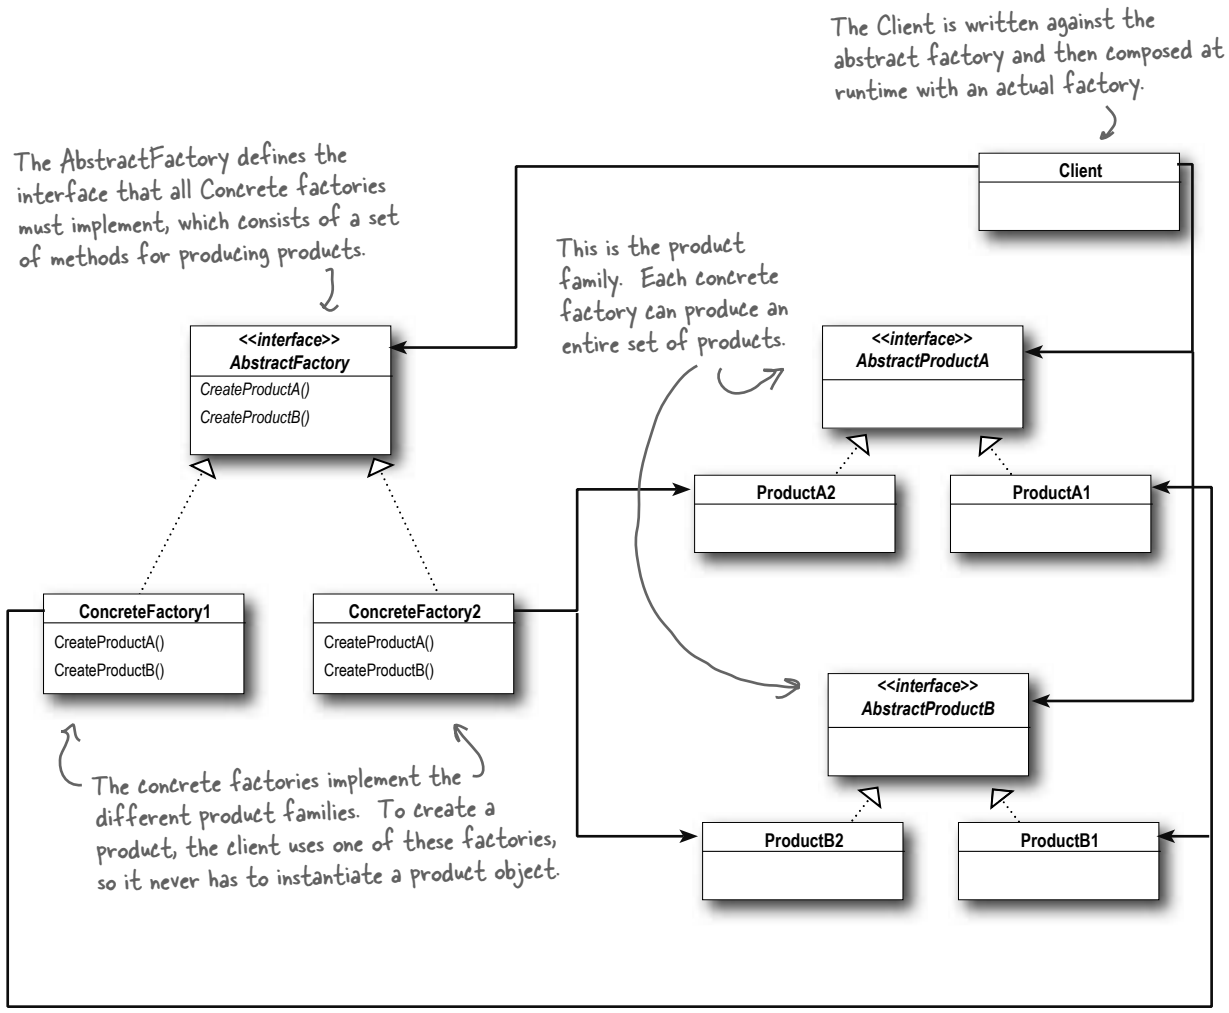 The Client is written against the
abstract factory and then composed at
runtime with an actual factory.
The AbstractFactory defines the
interface that all Concrete factories
must implement, which consists of a set
of methods for producing products.
Client
This is the product
family. Each concrete
factory can produce an
entire set of products.
<<interface>>
AbstractFactory
CreateProductA()
CreateProductB()
<<interface>>
AbstractProductA
ProductA2
ProductA1
ConcreteFactory1
CreateProductA()
CreateProductB()
ConcreteFactory2
CreateProductA()
CreateProductB()
<<interface>>
AbstractProductB
The concrete factories implement the
different product families. To create a
product, the client uses one of these factories,
so it never has to instantiate a product object.
ProductB2
ProductB1